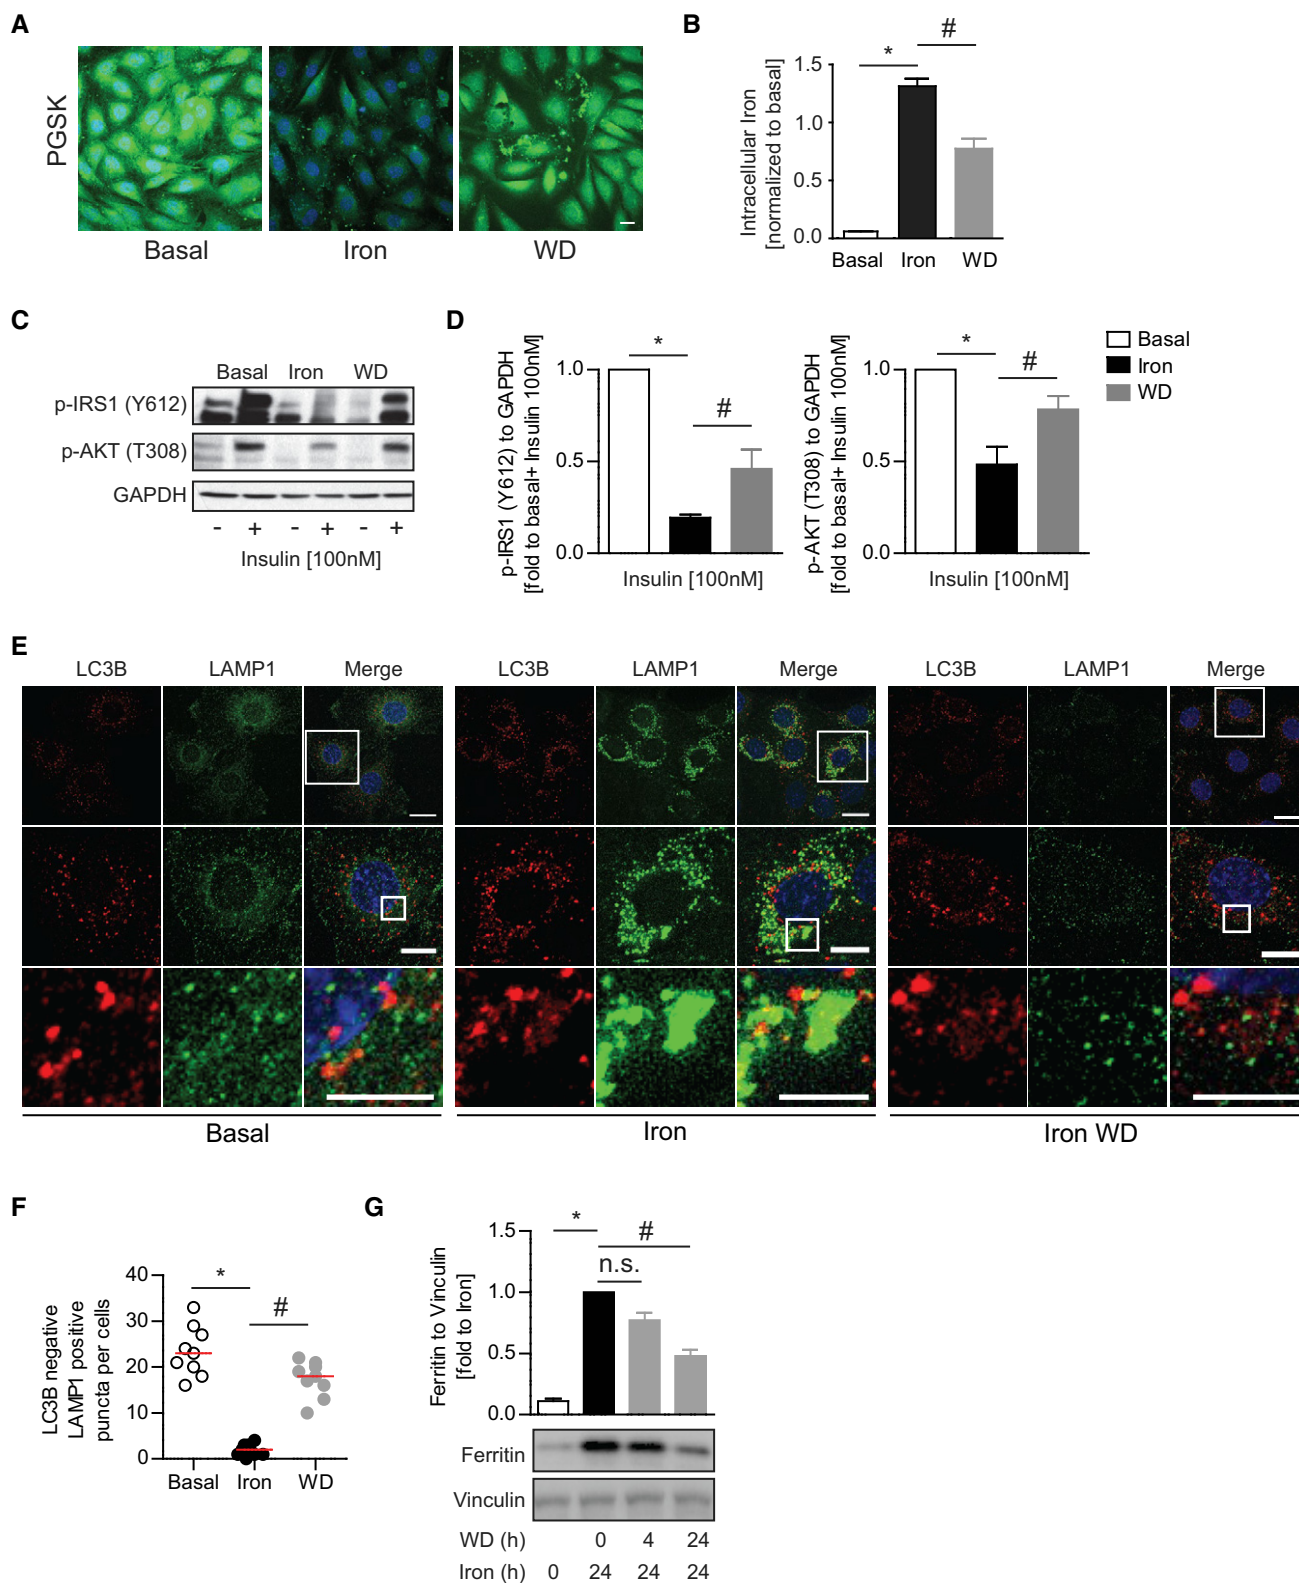 A
PGSK
Basal Iron WD
B
Intracellular Iron
[normalized to basal]
1.5
1.0
0.5
0.0
* #
Basal Iron WD
C
Basal Iron WD
p-IRS1 (Y612)
p-AKT (T308)
GAPDH
- + - + - +
Insulin [100nM]
D
p-IRS1 (Y612) to GAPDH
[fold to basal+ Insulin 100nM]
1.0
0.5
0.0
* #
Insulin [100nM]
p-AKT (T308) to GAPDH
[fold to basal+ Insulin 100nM]
1.0
0.5
0.0
* #
Insulin [100nM]
Basal
Iron
WD
E
LC3B LAMP1 Merge LC3B LAMP1 Merge LC3B LAMP1 Merge
Basal Iron Iron WD
F
LC3B negative
LAMP1 positive
puncta per cells
40
30
20
10
0
* #
Basal Iron WD
G
Ferritin to Vinculin
[fold to Iron]
1.5
1.0
0.5
0.0
* #
n.s.
Ferritin
Vinculin
WD (h) 0 4 24
Iron (h) 0 24 24 24